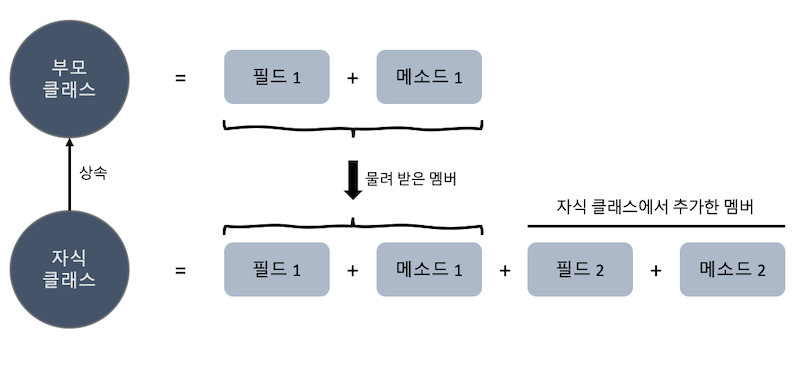 부모
클래스
= 필드 1 + 메소드 1
상속
물려 받은 멤버
자식 클래스에서 추가한 멤버
자식
클래스
= 필드 1 + 메소드 1 + 필드 2 + 메소드 2